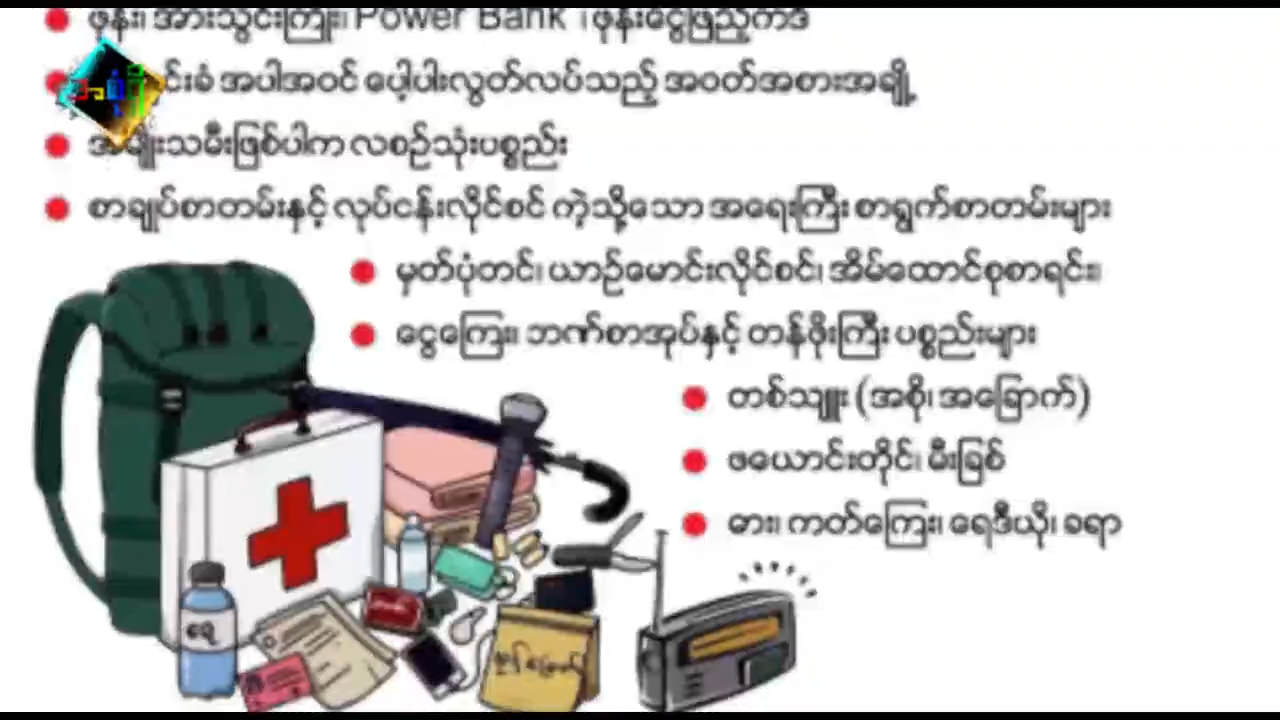 ဖုန်း၊ အားသွင်းကြိုး၊ Power Bank ၊ ဖုန်းငွေဖြည့်ကဒ်
အပါအဝင် ပေါ့ပါးလွတ်လပ်သည့် အဝတ်အစားအချို့
အမျိုးသမီးဖြစ်ပါက လစဉ်သုံးပစ္စည်း
စာချုပ်စာတမ်းနှင့် လုပ်ငန်းလိုင်စင် ကဲ့သို့သော အရေးကြီး စာရွက်စာတမ်းများ
မှတ်ပုံတင်၊ ယာဉ်မောင်းလိုင်စင်၊ အိမ်ထောင်စုစာရင်း၊
ငွေကြေး၊ ဘဏ်စာအုပ်နှင့် တန်ဖိုးကြီး ပစ္စည်းများ
တစ်သျူး (အစို၊ အခြောက်)
ဖယောင်းတိုင်၊ မီးခြစ်
ဓား၊ ကတ်ကြေး၊ ရေဒီယို၊ ခရာ
ရေ